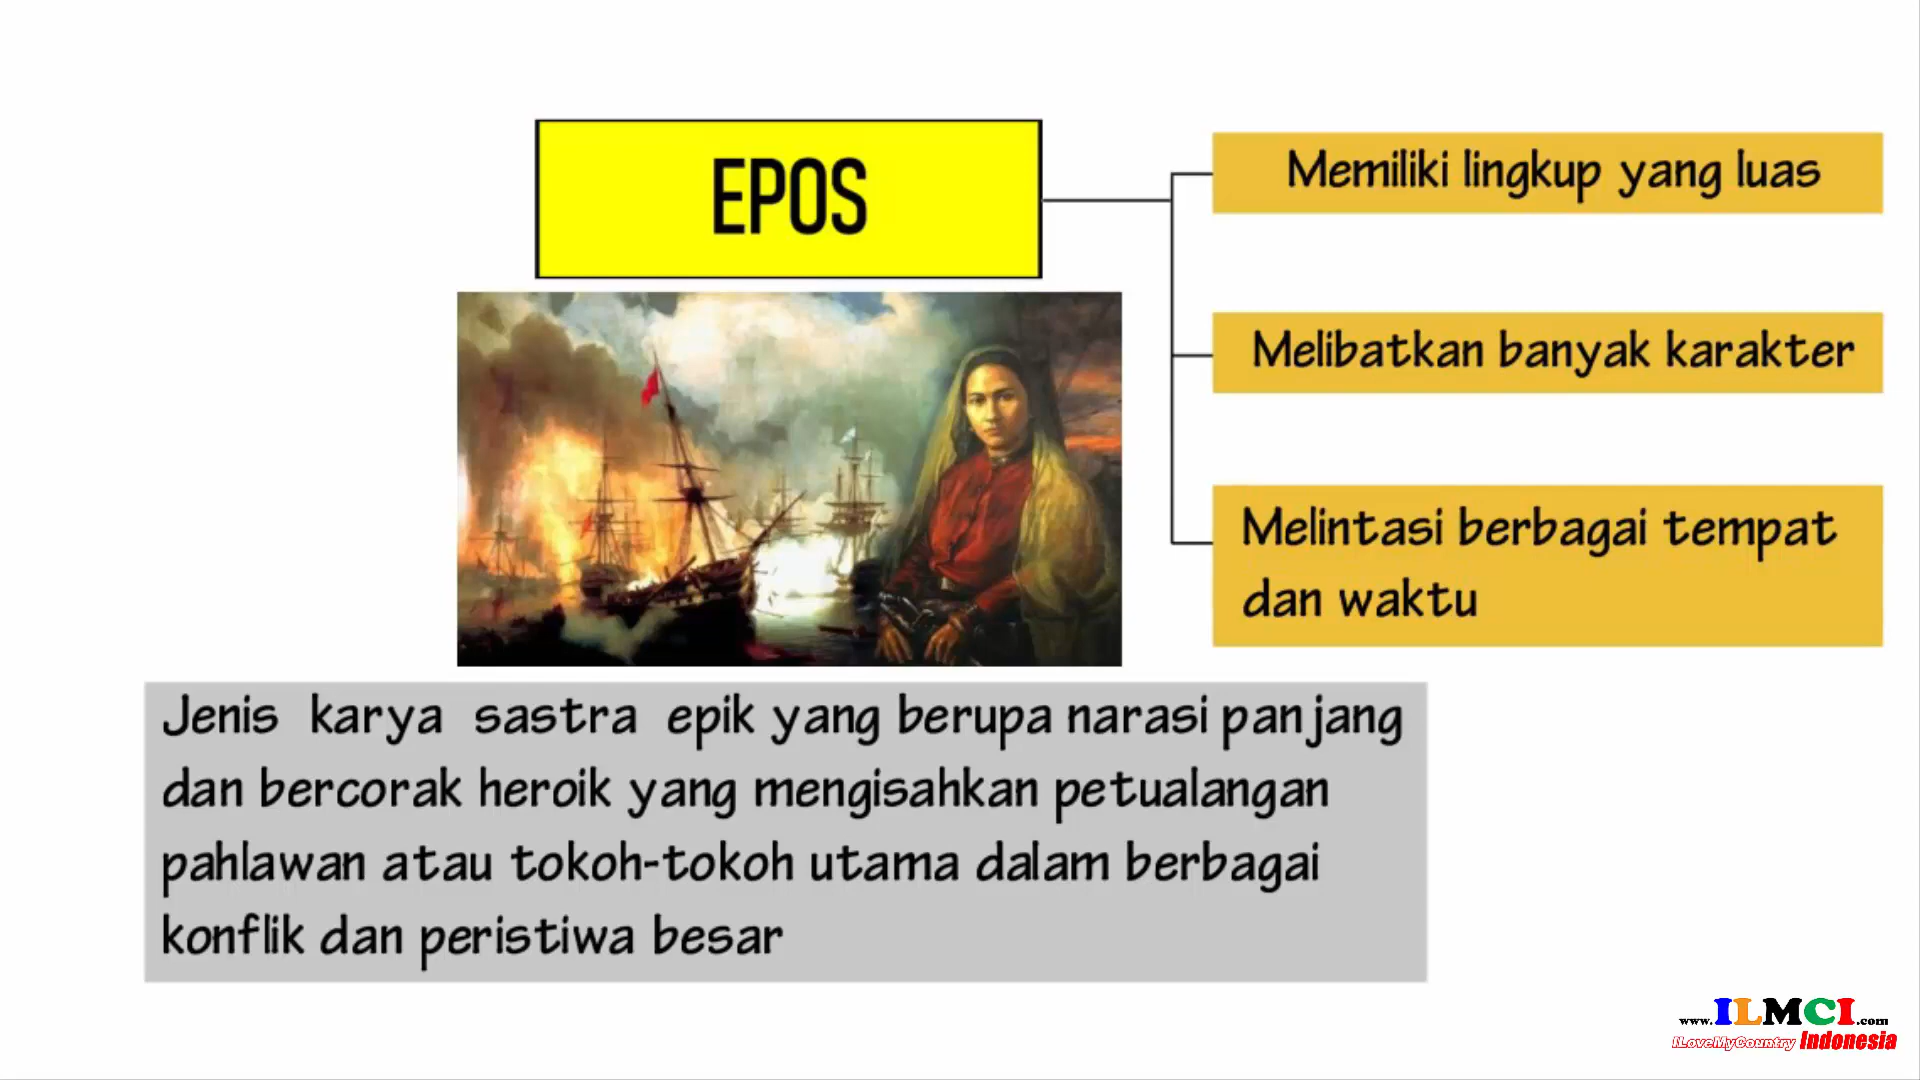 EPOS
Memiliki lingkup yang luas
Melibatkan banyak karakter
Melintasi berbagai tempat
dan waktu
Jenis karya sastra epik yang berupa narasi panjang
dan bercorak heroik yang mengisahkan petualangan
pahlawan atau tokoh-tokoh utama dalam berbagai
konflik dan peristiwa besar
www.ILMCI.com
ILoveMyCountry Indonesia